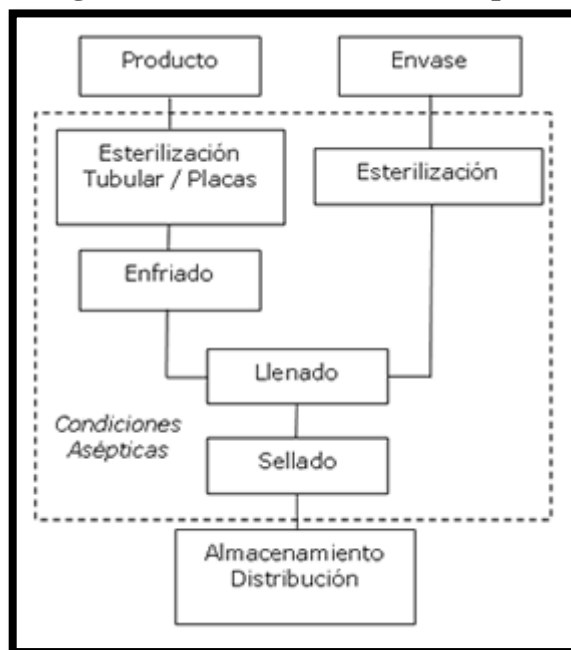 Producto
Envase
Esterilización
Tubular / Placas
Esterilización
Enfriado
Llenado
Condiciones
Asépticas
Sellado
Almacenamiento
Distribución